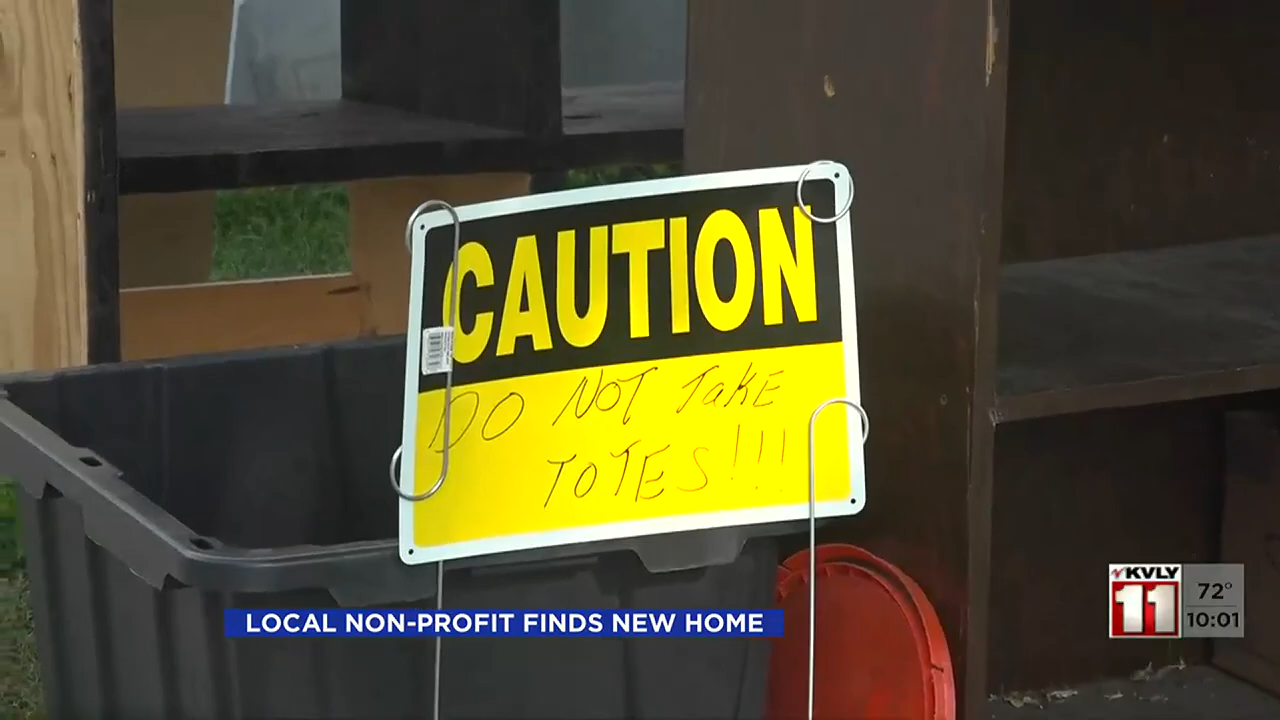 CAUTION
DO NOT TaKE
TOTES!!!
LOCAL NON-PROFIT FINDS NEW HOME
KVLY
11
72°
10:01